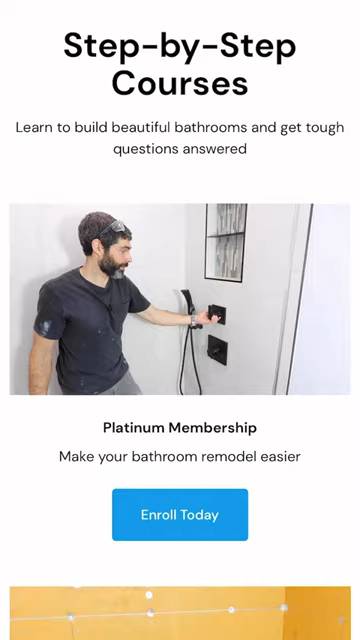 Step-by-Step
Courses
Learn to build beautiful bathrooms and get tough
questions answered
Platinum Membership
Make your bathroom remodel easier
Enroll Today